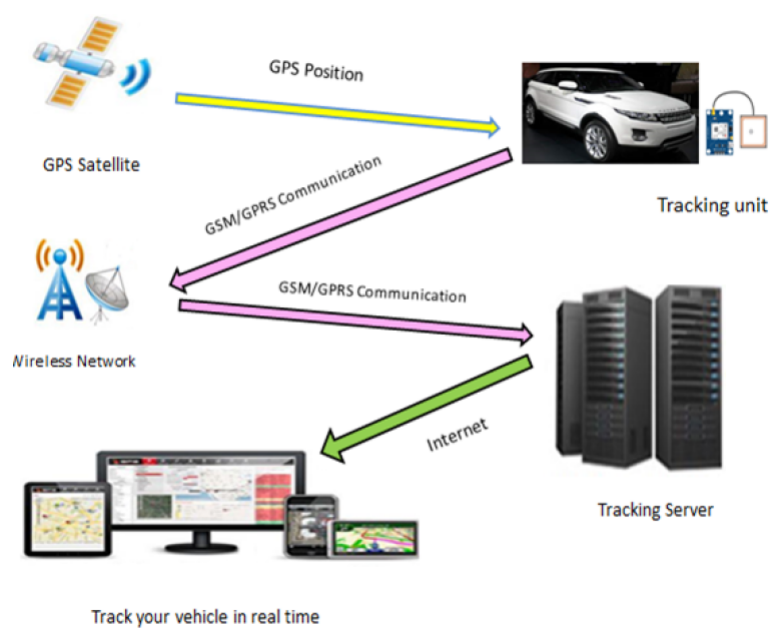 GPS Position
GPS Satellite
Tracking unit
GSM/GPRS Communication
GSM/GPRS Communication
Wireless Network
Internet
Tracking Server
Track your vehicle in real time